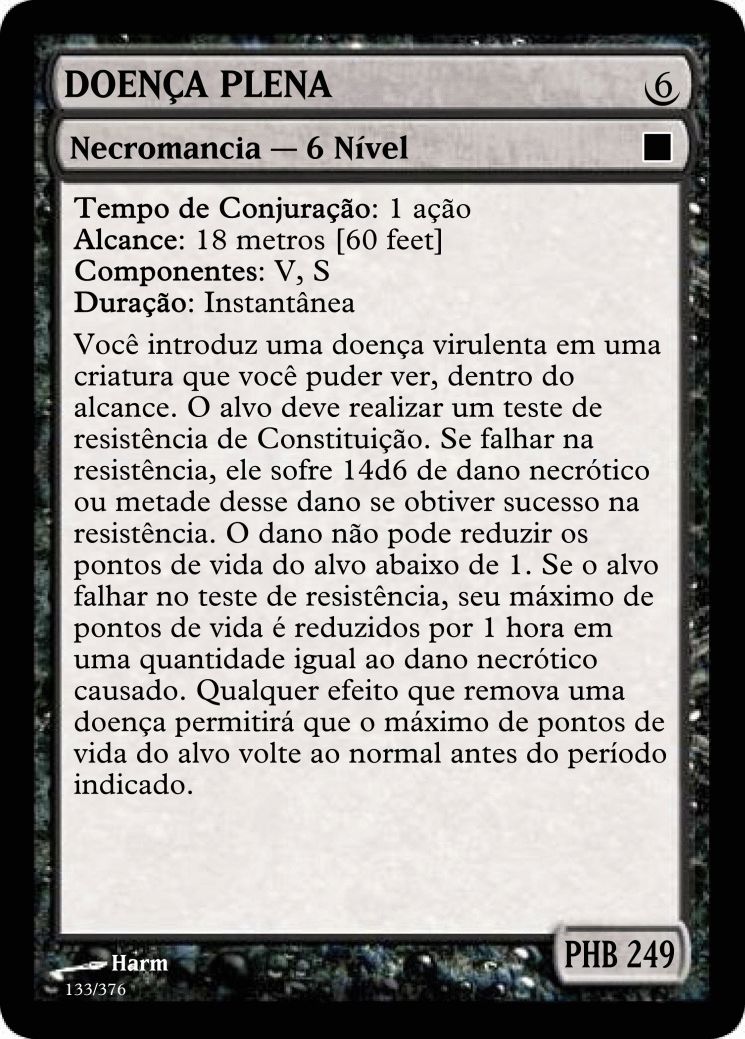 DOENÇA PLENA 6
Necromancia — 6 Nível
Tempo de Conjuração: 1 ação
Alcance: 18 metros [60 feet]
Componentes: V, S
Duração: Instantânea
Você introduz uma doença virulenta em uma
criatura que você puder ver, dentro do
alcance. O alvo deve realizar um teste de
resistência de Constituição. Se falhar na
resistência, ele sofre 14d6 de dano necrótico
ou metade desse dano se obtiver sucesso na
resistência. O dano não pode reduzir os
pontos de vida do alvo abaixo de 1. Se o alvo
falhar no teste de resistência, seu máximo de
pontos de vida é reduzidos por 1 hora em
uma quantidade igual ao dano necrótico
causado. Qualquer efeito que remova uma
doença permitirá que o máximo de pontos de
vida do alvo volte ao normal antes do período
indicado.
PHB 249
Harm
133/376